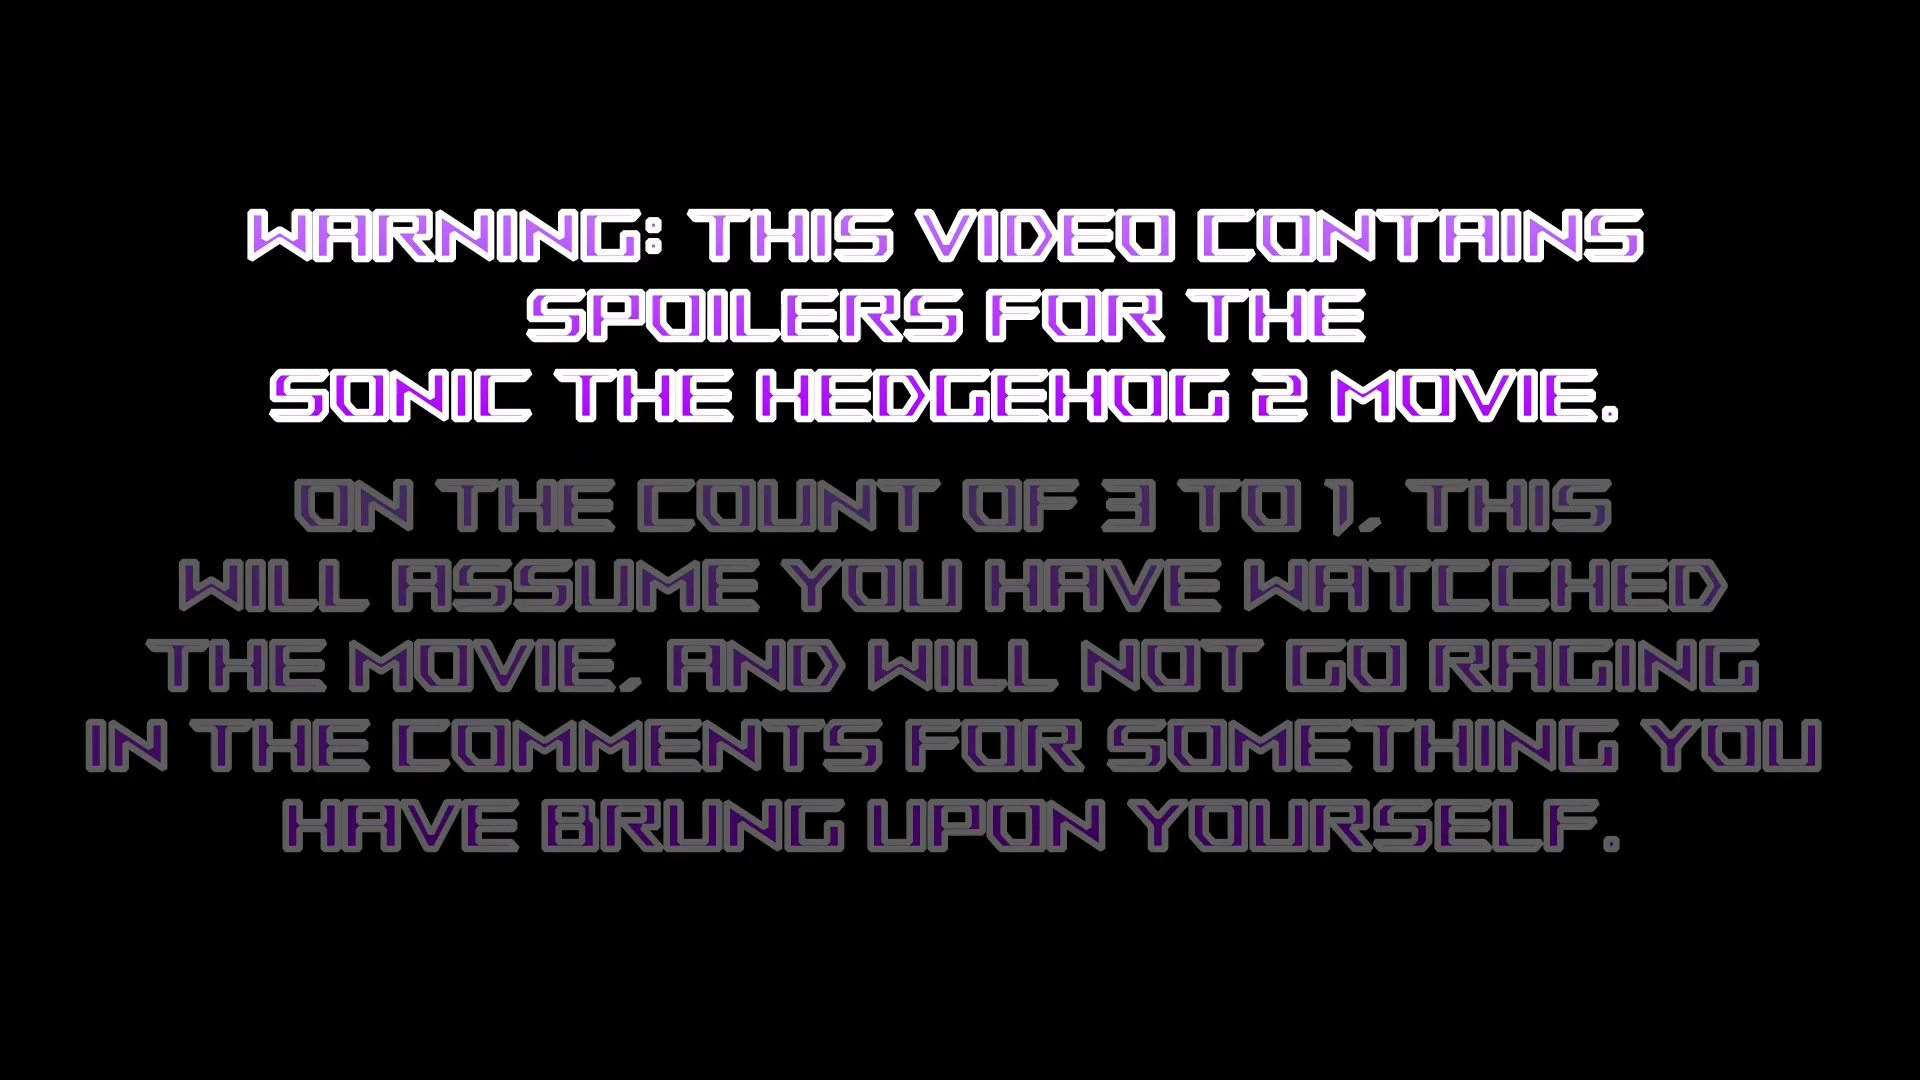 WARNING: THIS VIDEO CONTAINS
SPOILERS FOR THE
SONIC THE HEDGEHOG 2 MOVIE.
ON THE COUNT OF 3 TO 1, THIS
WILL ASSUME YOU HAVE WATCCHED
THE MOVIE, AND WILL NOT GO RAGING
IN THE COMMENTS FOR SOMETHING YOU
HAVE BRUNG UPON YOURSELF.